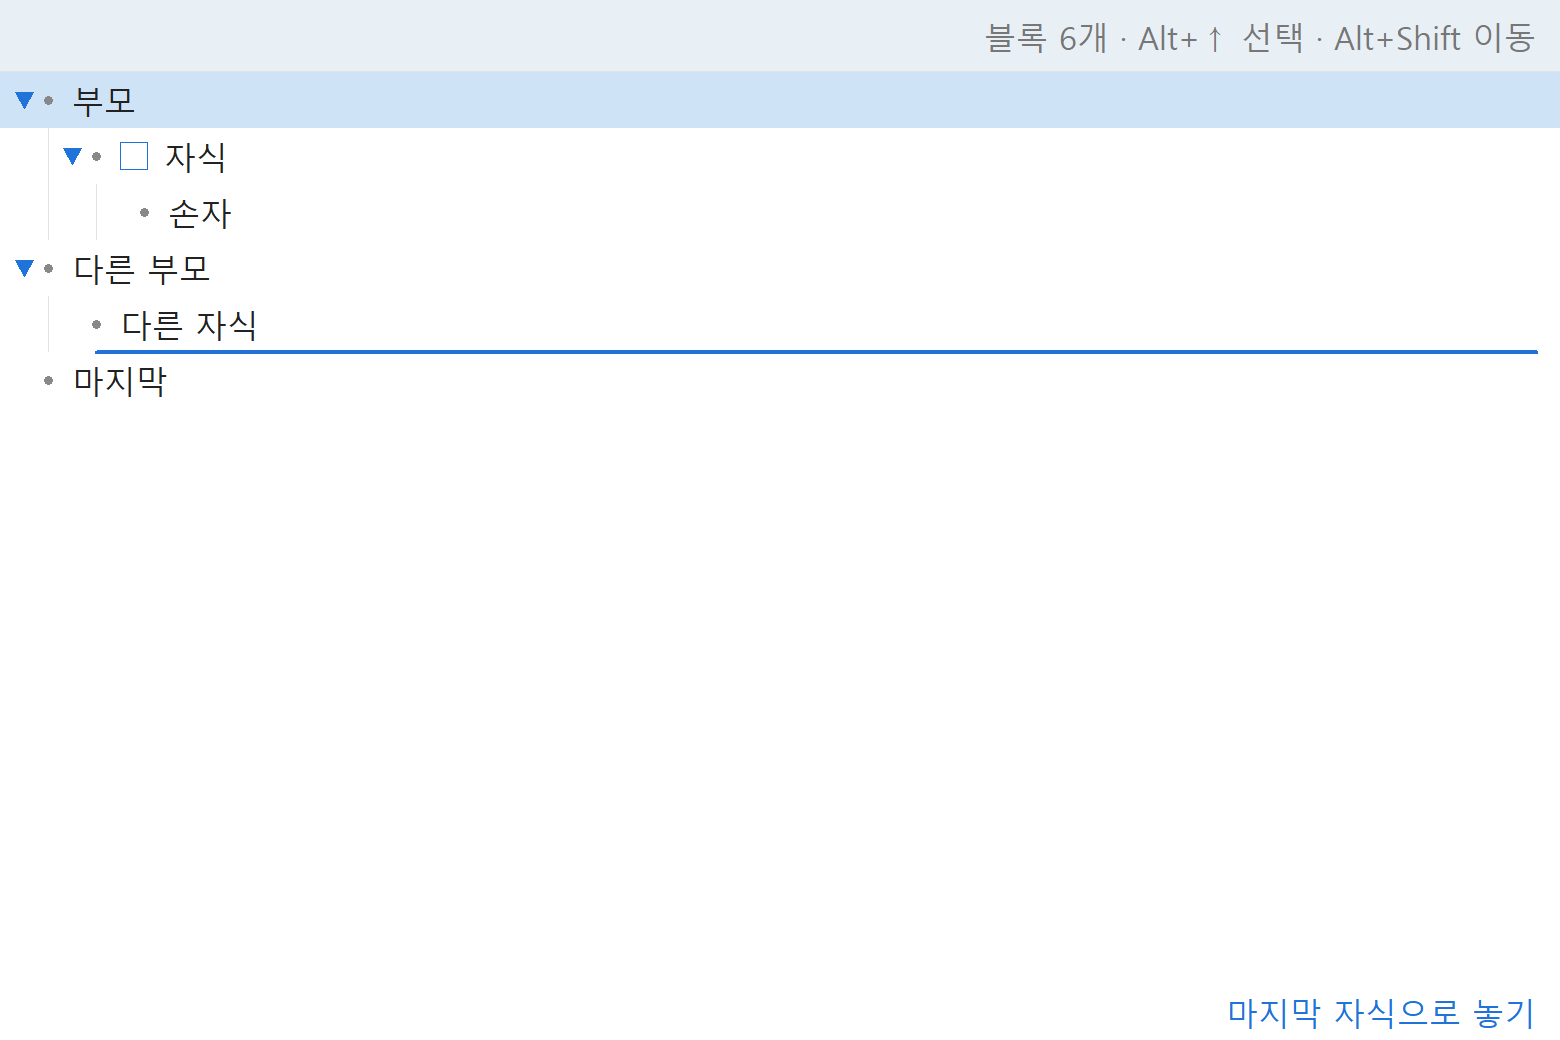 블록 6개 · Alt+↑ 선택 · Alt+Shift 이동
부모
자식
손자
다른 부모
다른 자식
마지막
마지막 자식으로 놓기